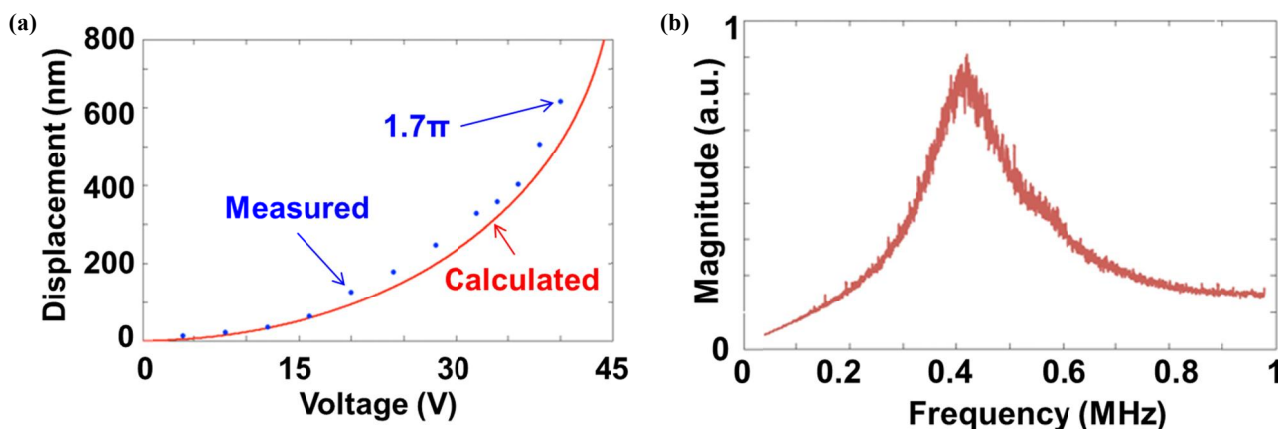 (a)
Displacement (nm)
800
600
400
200
0
1.7π
Measured
Calculated
0 15 30 45
Voltage (V)
(b)
Magnitude (a.u.)
1
0
0 0.2 0.4 0.6 0.8 1
Frequency (MHz)